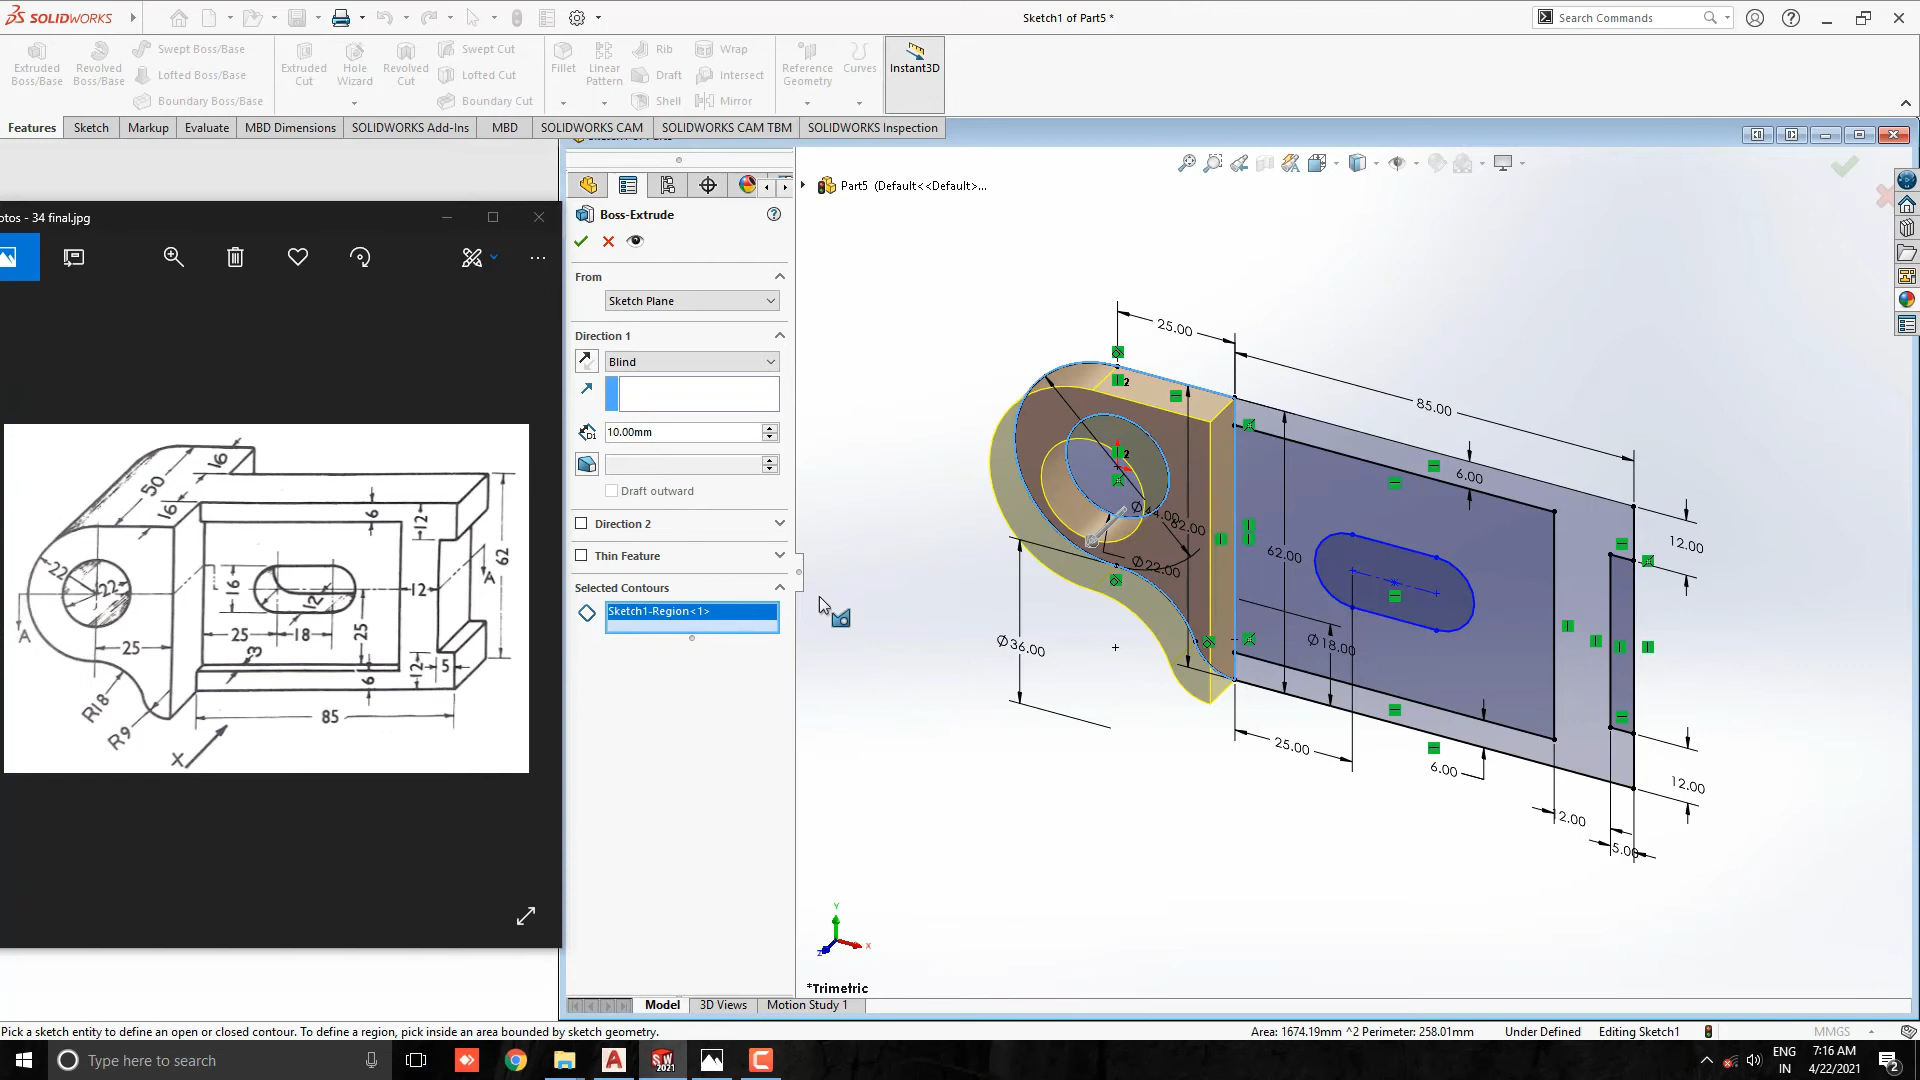 SOLIDWORKS
Sketch1 of Part5 *
Search Commands
Extruded Boss/Base
Revolved Boss/Base
Swept Boss/Base
Lofted Boss/Base
Boundary Boss/Base
Extruded Cut
Hole Wizard
Revolved Cut
Swept Cut
Lofted Cut
Boundary Cut
Fillet
Linear Pattern
Rib
Draft
Shell
Wrap
Intersect
Mirror
Reference Geometry
Curves
Instant3D
Features
Sketch
Markup
Evaluate
MBD Dimensions
SOLIDWORKS Add-Ins
MBD
SOLIDWORKS CAM
SOLIDWORKS CAM TBM
SOLIDWORKS Inspection
otos - 34 final.jpg
16
50
16
6
12
62
22
22
16
12
12
A
A
25
18
25
25
3
6
12
5
R18
R9
85
X
Boss-Extrude
From
Sketch Plane
Direction 1
Blind
10.00mm
Draft outward
Direction 2
Thin Feature
Selected Contours
Sketch1-Region<1>
Part5 (Default<<Default>...
25.00
85.00
6.00
12.00
2
2
Ø44.00
62.00
62.00
Ø22.00
Ø36.00
Ø18.00
25.00
6.00
12.00
12.00
5.00
Y
X
Z
*Trimetric
Model
3D Views
Motion Study 1
Pick a sketch entity to define an open or closed contour. To define a region, pick inside an area bounded by sketch geometry.
Area: 1674.19mm ^2 Perimeter: 258.01mm
Under Defined
Editing Sketch1
MMGS
Type here to search
SW
2021
ENG
IN
7:16 AM
4/22/2021
2